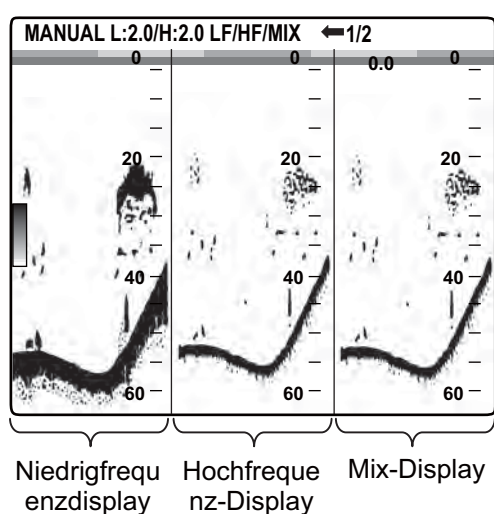 MANUAL L:2.0/H:2.0 LF/HF/MIX ⬅1/2
0 0 0.0 0
20 20 20
40 40 40
60 60 60
Niedrigfrequ
enzdisplay
Hochfreque
nz-Display
Mix-Display